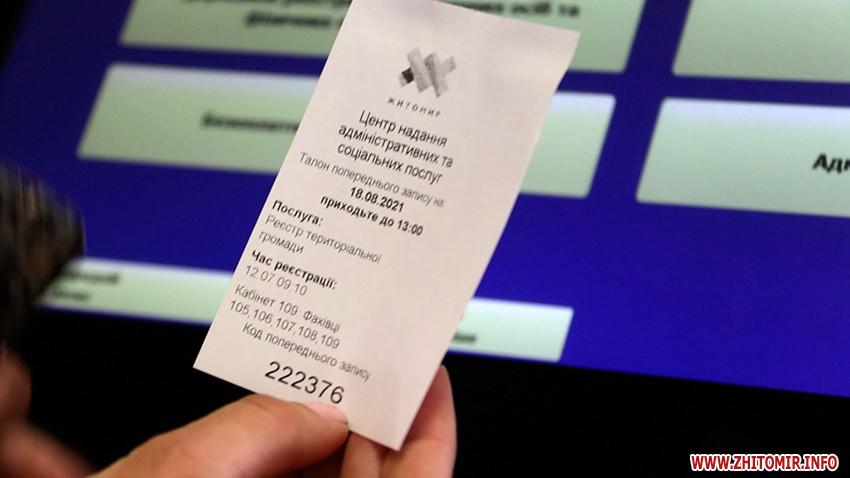 осіб та
ЖИТОМИР
Центр надання
адміністративних та
соціальних послуг
Талон попереднього запису на
18.08.2021
приходьте до 13:00
Послуга:
Реєстр територіальної
громади
Час реєстрації:
12.07 09:10
Кабінет 109 Фахівці
105,106,107,108,109
Код попереднього запису
222376
WWW.ZHITOMIR.INFO